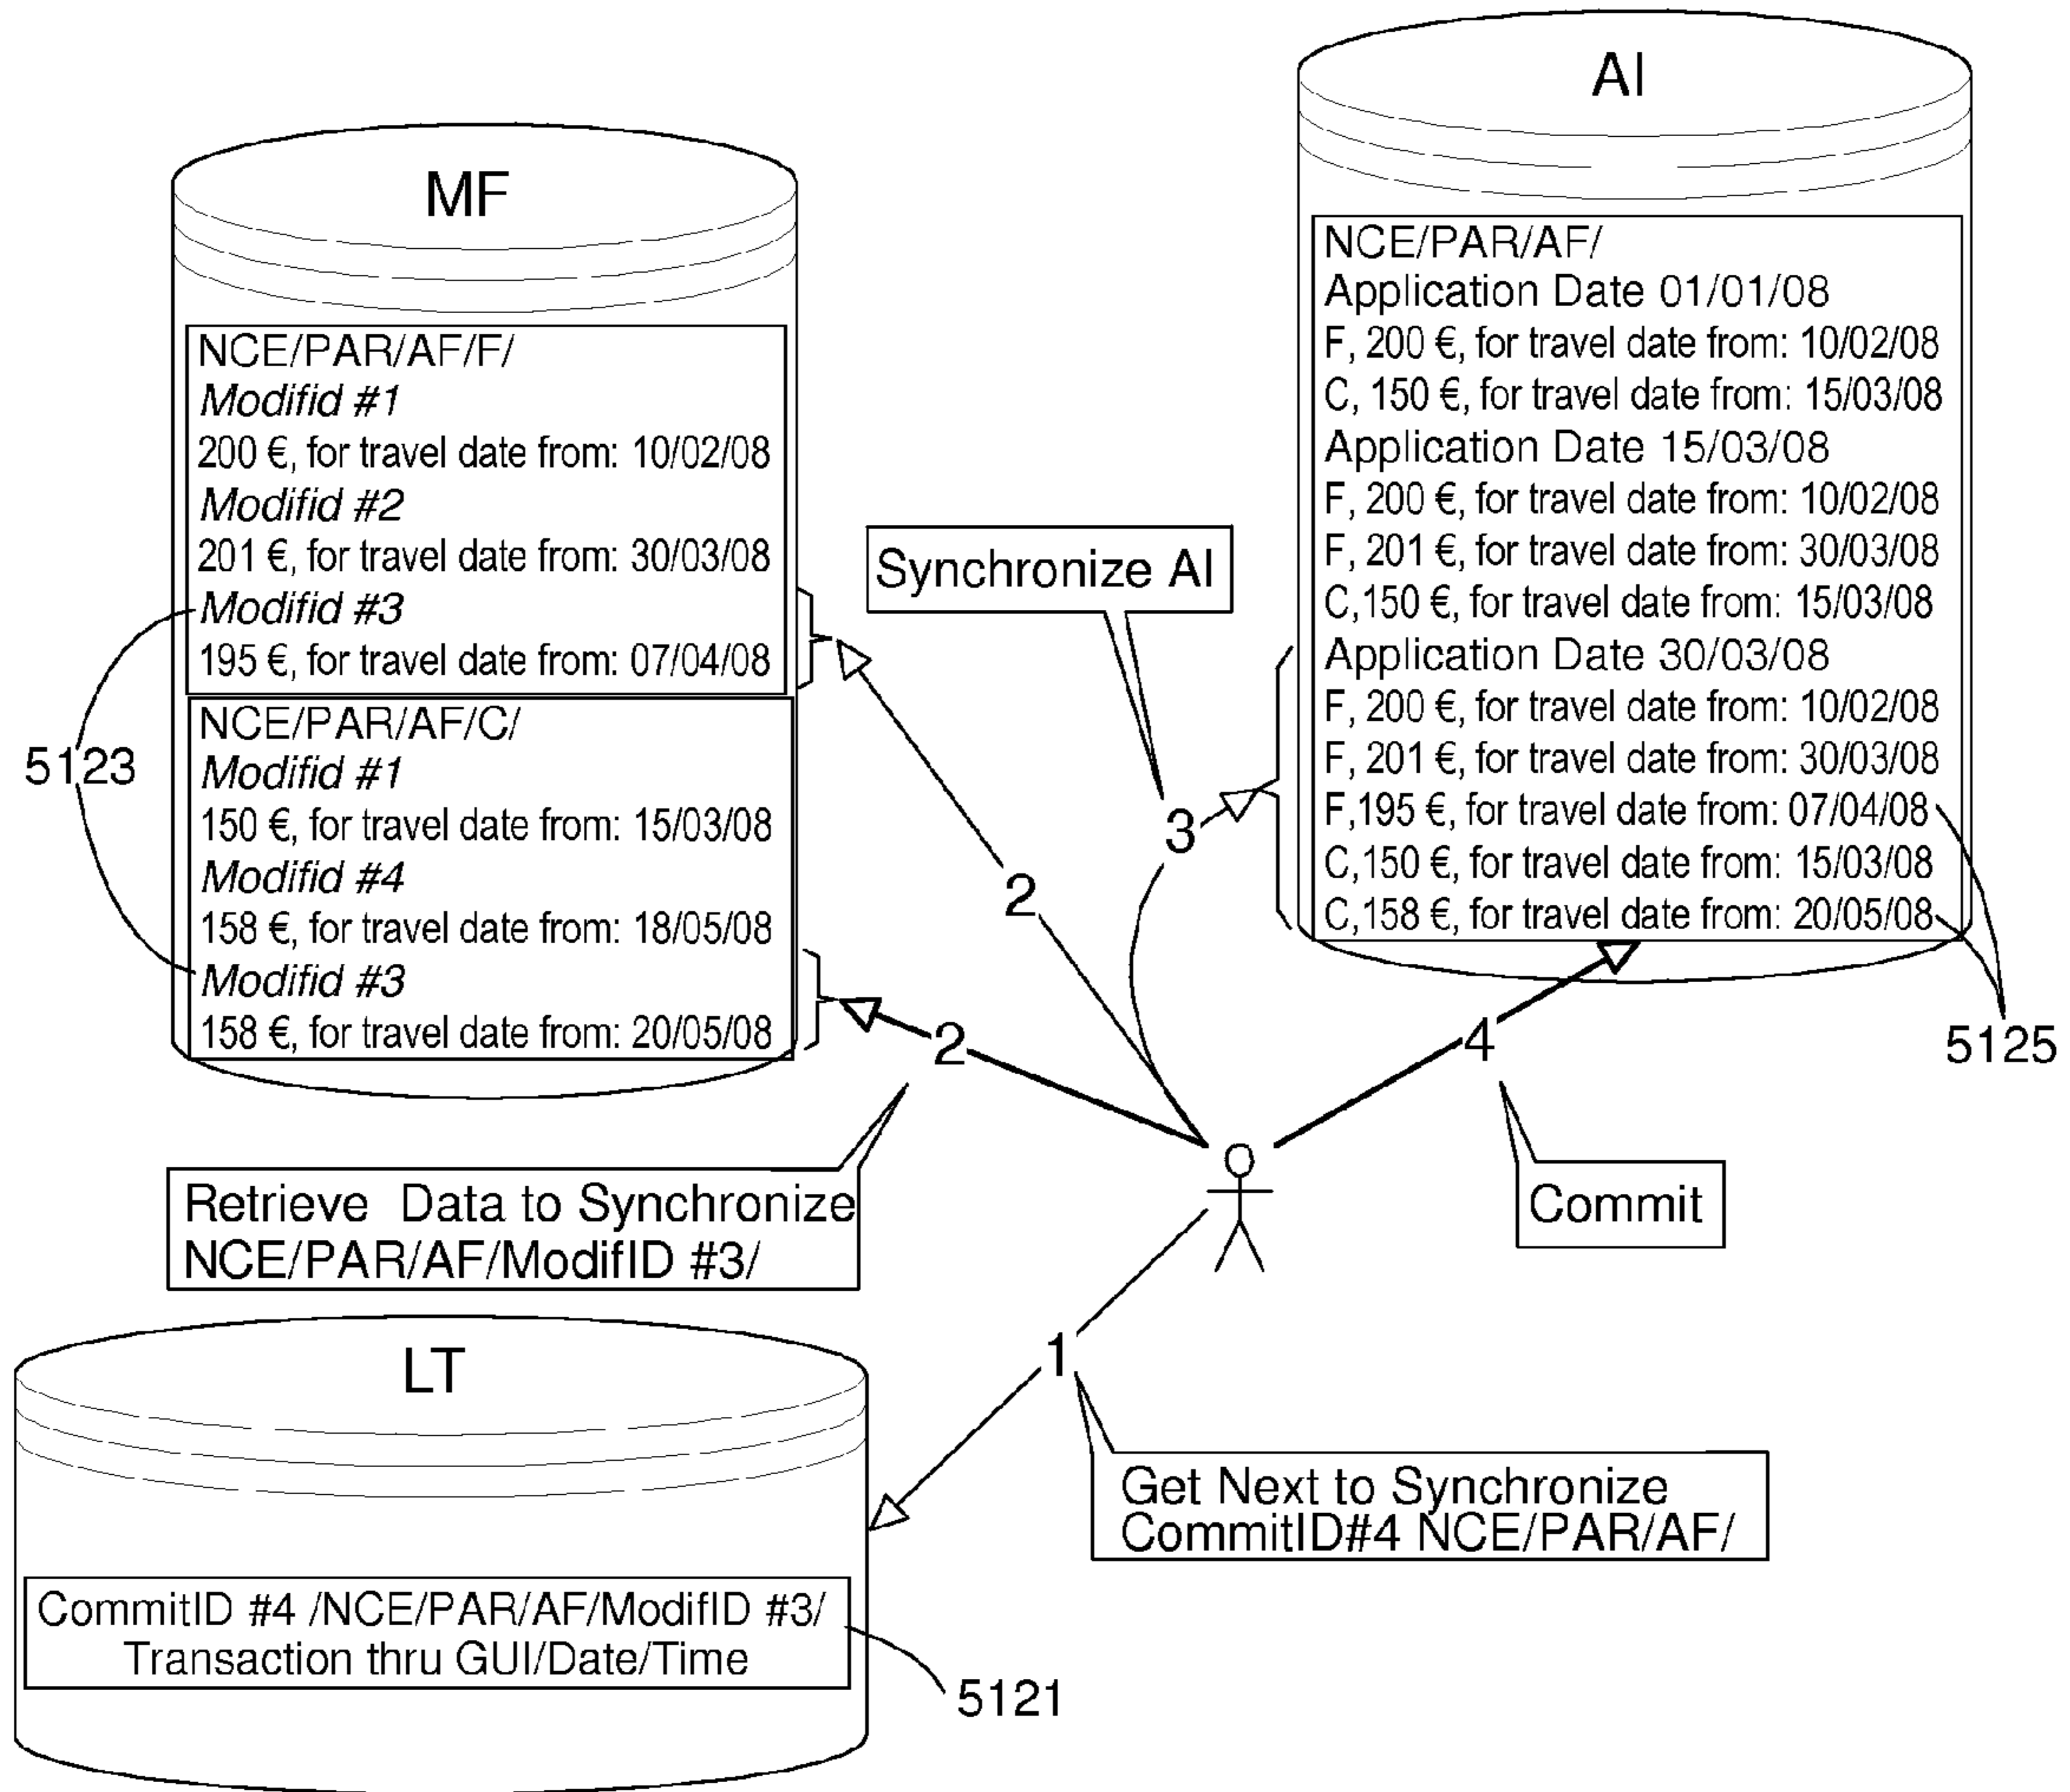 MF
NCE/PAR/AF/F/
Modifid #1
200 €, for travel date from: 10/02/08
Modifid #2
201 €, for travel date from: 30/03/08
Modifid #3
195 €, for travel date from: 07/04/08
NCE/PAR/AF/C/
Modifid #1
150 €, for travel date from: 15/03/08
Modifid #4
158 €, for travel date from: 18/05/08
Modifid #3
158 €, for travel date from: 20/05/08
5123
AI
NCE/PAR/AF/
Application Date 01/01/08
F, 200 €, for travel date from: 10/02/08
C, 150 €, for travel date from: 15/03/08
Application Date 15/03/08
F, 200 €, for travel date from: 10/02/08
F, 201 €, for travel date from: 30/03/08
C,150 €, for travel date from: 15/03/08
Application Date 30/03/08
F, 200 €, for travel date from: 10/02/08
F, 201 €, for travel date from: 30/03/08
F,195 €, for travel date from: 07/04/08
C,150 €, for travel date from: 15/03/08
C,158 €, for travel date from: 20/05/08
5125
Synchronize AI
3
2
2
4
Retrieve Data to Synchronize
NCE/PAR/AF/ModifID #3/
Commit
1
Get Next to Synchronize
CommitID#4 NCE/PAR/AF/
LT
CommitID #4 /NCE/PAR/AF/ModifID #3/
Transaction thru GUI/Date/Time
5121